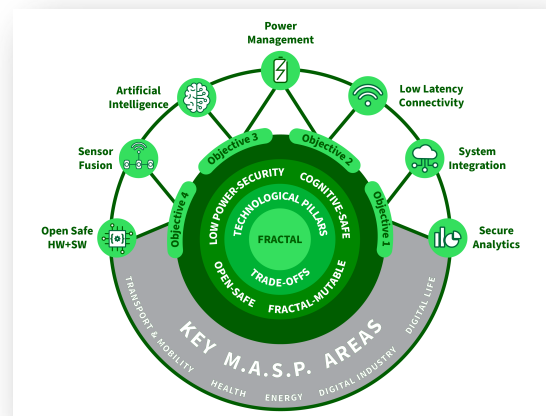 Power
Management
Artificial
Intelligence
Low Latency
Connectivity
Sensor
Fusion
System
Integration
Open Safe
HW+SW
Secure
Analytics
Objective 4
Objective 3
Objective 2
Objective 1
LOW POWER-SECURITY
COGNITIVE-SAFE
TECHNOLOGICAL PILLARS
FRACTAL
TRADE-OFFS
OPEN-SAFE
FRACTAL-MUTABLE
KEY M.A.S.P. AREAS
TRANSPORT & MOBILITY
HEALTH
ENERGY
DIGITAL INDUSTRY
DIGITAL LIFE